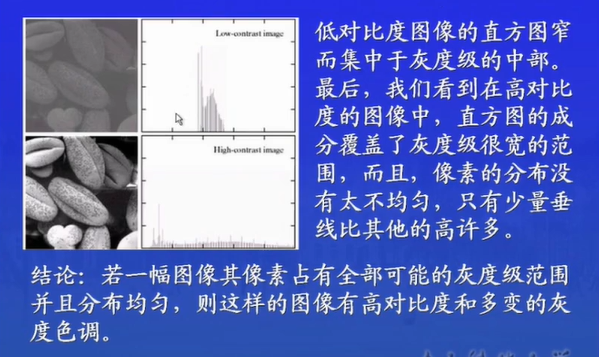 Low-contrast image
High-contrast image
低对比度图像的直方图窄
而集中于灰度级的中部。
最后，我们看到在高对比
度的图像中，直方图的成
分覆盖了灰度级很宽的范
围，而且，像素的分布没
有太不均匀，只有少量垂
线比其他的高许多。
结论：若一幅图像其像素占有全部可能的灰度级范围
并且分布均匀，则这样的图像有高对比度和多变的灰
度色调。